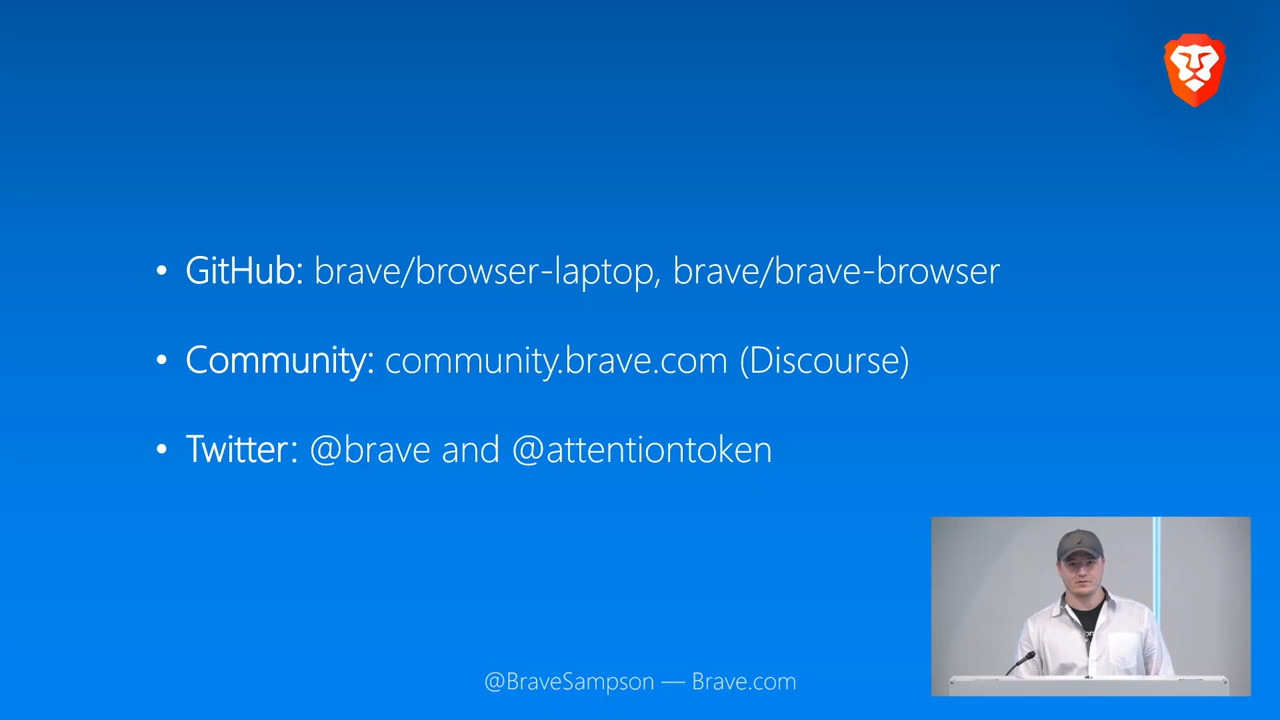 • GitHub: brave/browser-laptop, brave/brave-browser
• Community: community.brave.com (Discourse)
• Twitter: @brave and @attentiontoken
@BraveSampson — Brave.com